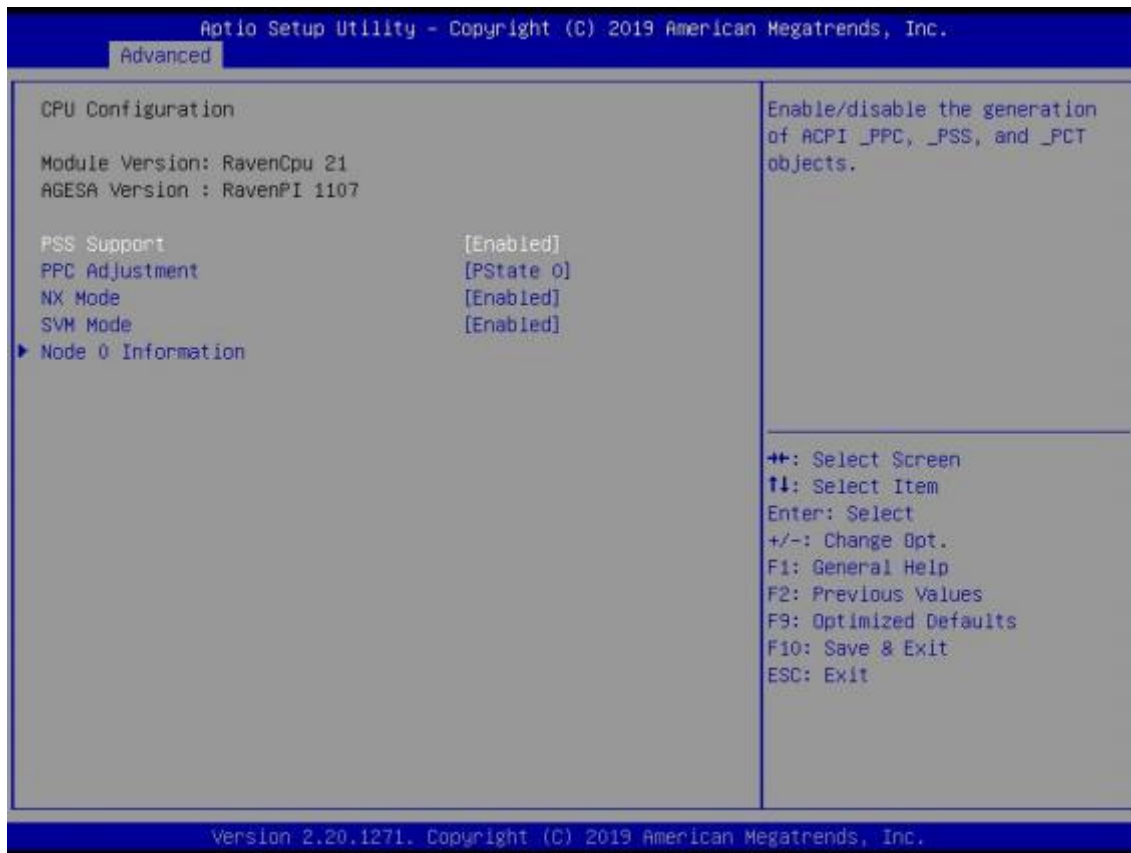 Aptio Setup Utility - Copyright (C) 2019 American Megatrends, Inc.
Advanced
CPU Configuration
Module Version: RavenCpu 21
AGESA Version : RavenPI 1107
PSS Support [Enabled]
PPC Adjustment [PState 0]
NX Mode [Enabled]
SVM Mode [Enabled]
Node 0 Information
Enable/disable the generation
of ACPI _PPC, _PSS, and _PCT
objects.
→←: Select Screen
↑↓: Select Item
Enter: Select
+/-: Change Opt.
F1: General Help
F2: Previous Values
F9: Optimized Defaults
F10: Save & Exit
ESC: Exit
Version 2.20.1271. Copyright (C) 2019 American Megatrends, Inc.